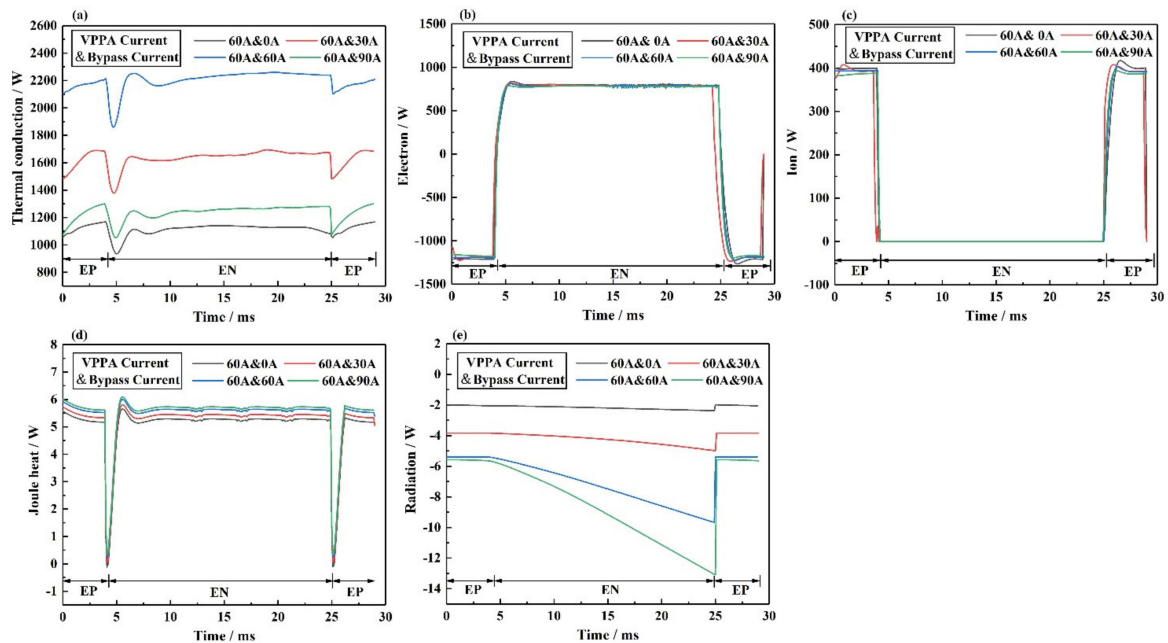 (a)
VPPA Current
& Bypass Current
60A&0A
60A&30A
60A&60A
60A&90A
Thermal conduction / W
2600
2400
2200
2000
1800
1600
1400
1200
1000
800
EP
EN
EP
0
5
10
15
20
25
30
Time / ms
(b)
VPPA Current
& Bypass Current
60A& 0A
60A&30A
60A&60A
60A&90A
Electron / W
1500
750
0
-250
-500
-1000
-1500
EP
EN
EP
0
5
10
15
20
25
30
Time / ms
(c)
VPPA Current
& Bypass Current
60A&0A
60A&30A
60A&60A
60A&90A
Ion / W
500
400
300
200
100
0
-100
EP
EN
EP
0
5
10
15
20
25
30
Time / ms
(d)
VPPA Current
& Bypass Current
60A&0A
60A&30A
60A&60A
60A&90A
Joule heat / W
10
9
8
7
6
5
4
3
2
1
0
-1
EP
EN
EP
0
5
10
15
20
25
30
Time / ms
(e)
VPPA Current
& Bypass Current
60A&0A
60A&30A
60A&60A
60A&90A
Radiation / W
2
0
-2
-4
-6
-8
-10
-12
-14
EP
EN
EP
0
5
10
15
20
25
30
Time / ms